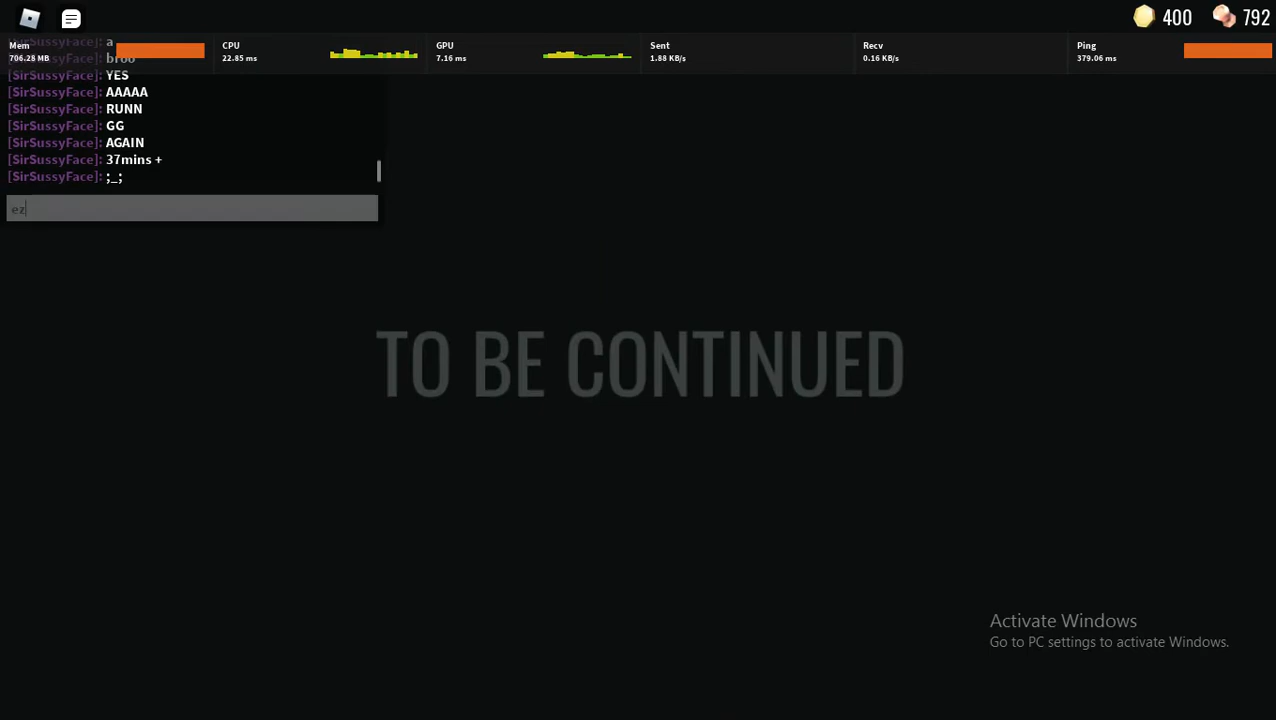 400 792
Mem CPU GPU Sent Recv Ping
706.28 MB 22.85 ms 7.16 ms 1.88 KB/s 0.16 KB/s 379.06 ms
[SirSussyFace]: a
[SirSussyFace]: broo
[SirSussyFace]: YES
[SirSussyFace]: AAAAA
[SirSussyFace]: RUNN
[SirSussyFace]: GG
[SirSussyFace]: AGAIN
[SirSussyFace]: 37mins +
[SirSussyFace]: ;_;
ez
TO BE CONTINUED
Activate Windows
Go to PC settings to activate Windows.